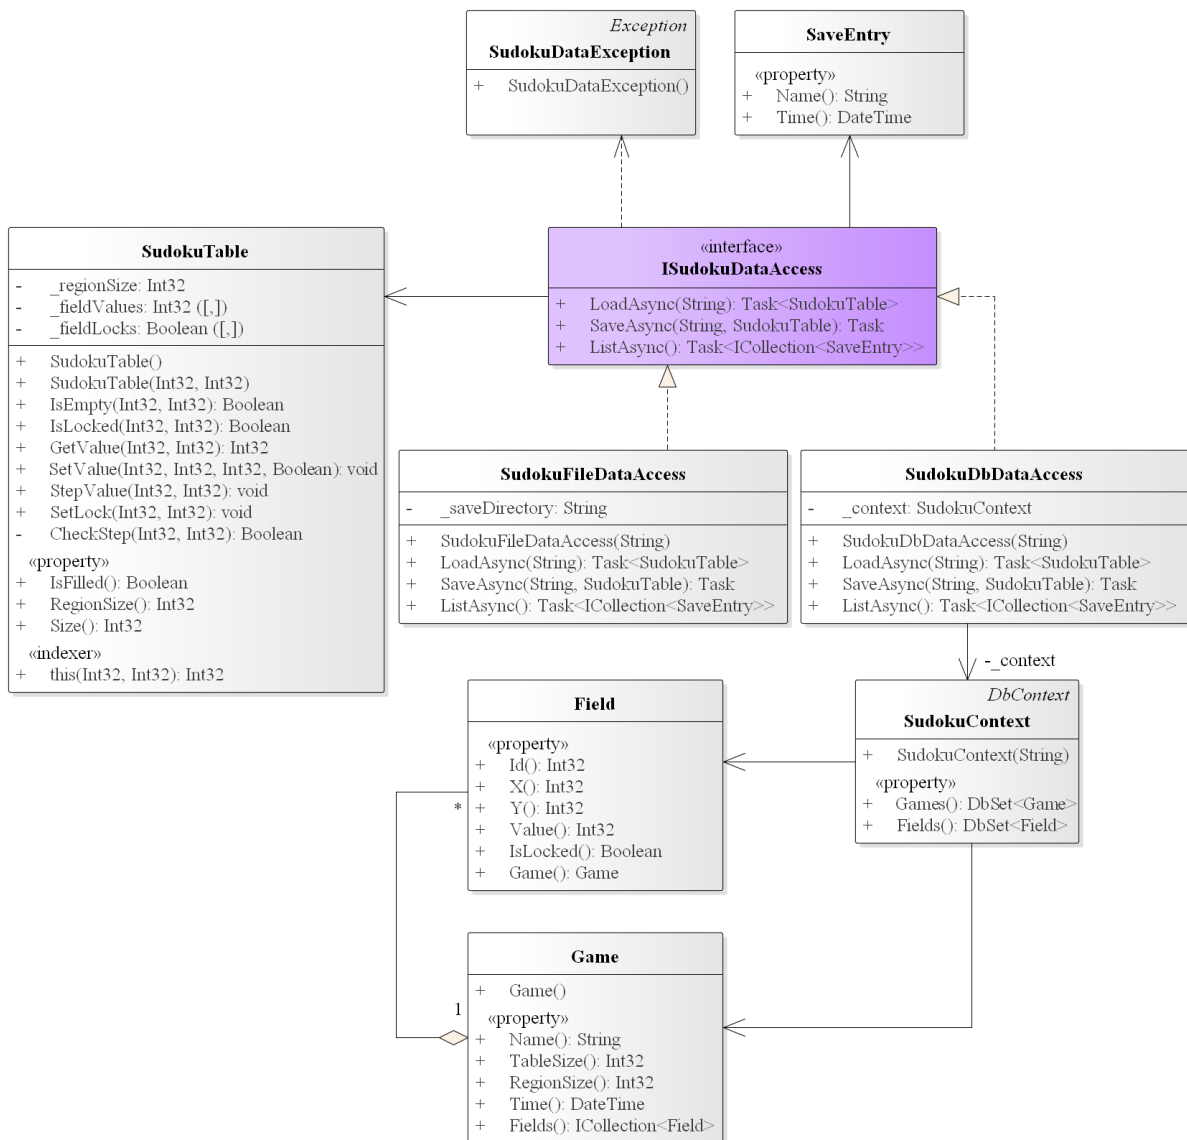 Exception
SudokuDataException
+ SudokuDataException()
SaveEntry
«property»
+ Name(): String
+ Time(): DateTime
SudokuTable
- _regionSize: Int32
- _fieldValues: Int32 ([,])
- _fieldLocks: Boolean ([,])
+ SudokuTable()
+ SudokuTable(Int32, Int32)
+ IsEmpty(Int32, Int32): Boolean
+ IsLocked(Int32, Int32): Boolean
+ GetValue(Int32, Int32): Int32
+ SetValue(Int32, Int32, Int32, Boolean): void
+ StepValue(Int32, Int32): void
+ SetLock(Int32, Int32): void
- CheckStep(Int32, Int32): Boolean
«property»
+ IsFilled(): Boolean
+ RegionSize(): Int32
+ Size(): Int32
«indexer»
+ this(Int32, Int32): Int32
«interface»
ISudokuDataAccess
+ LoadAsync(String): Task<SudokuTable>
+ SaveAsync(String, SudokuTable): Task
+ ListAsync(): Task<ICollection<SaveEntry>>
SudokuFileDataAccess
- _saveDirectory: String
+ SudokuFileDataAccess(String)
+ LoadAsync(String): Task<SudokuTable>
+ SaveAsync(String, SudokuTable): Task
+ ListAsync(): Task<ICollection<SaveEntry>>
SudokuDbDataAccess
- _context: SudokuContext
+ SudokuDbDataAccess(String)
+ LoadAsync(String): Task<SudokuTable>
+ SaveAsync(String, SudokuTable): Task
+ ListAsync(): Task<ICollection<SaveEntry>>
-_context
Field
«property»
+ Id(): Int32
+ X(): Int32
+ Y(): Int32
+ Value(): Int32
+ IsLocked(): Boolean
+ Game(): Game
*
DbContext
SudokuContext
+ SudokuContext(String)
«property»
+ Games(): DbSet<Game>
+ Fields(): DbSet<Field>
1
Game
+ Game()
«property»
+ Name(): String
+ TableSize(): Int32
+ RegionSize(): Int32
+ Time(): DateTime
+ Fields(): ICollection<Field>